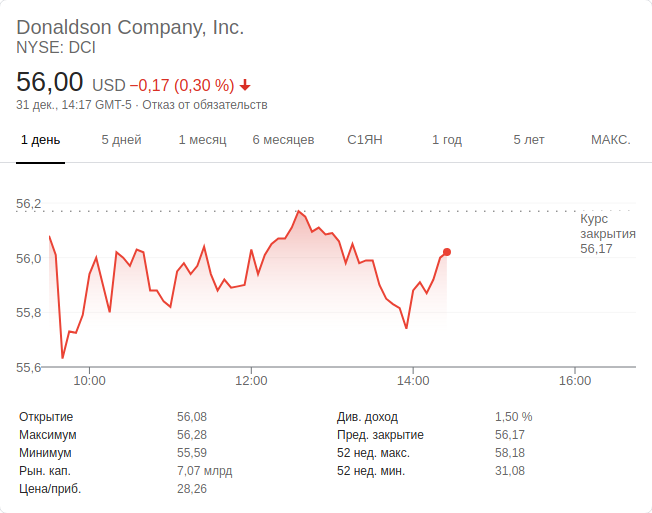 Donaldson Company, Inc.
NYSE: DCI
56,00 USD −0,17 (0,30 %)
31 дек., 14:17 GMT-5 · Отказ от обязательств
1 день 5 дней 1 месяц 6 месяцев С1ЯН 1 год 5 лет МАКС.
56,2
Курс
закрытия
56,17
56,0
55,8
55,6
10:00 12:00 14:00 16:00
Открытие 56,08 Див. доход 1,50 %
Максимум 56,28 Пред. закрытие 56,17
Минимум 55,59 52 нед. макс. 58,18
Рын. кап. 7,07 млрд 52 нед. мин. 31,08
Цена/приб. 28,26